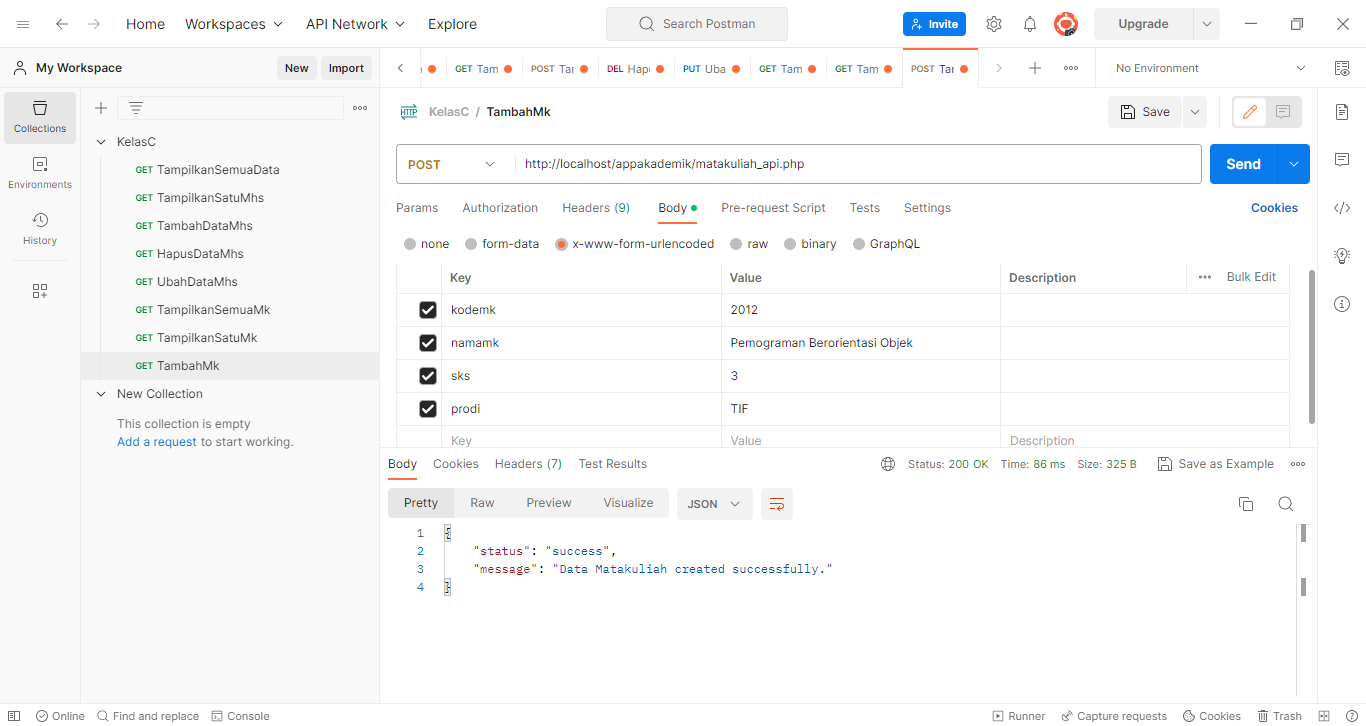 Home Workspaces API Network Explore Search Postman Invite Upgrade
My Workspace New Import GET Tam POST Ta DEL Hap PUT Uba GET Tam GET Tam POST Ta No Environment
Collections
Environments
History
KelasC
GET TampilkanSemuaData
GET TampilkanSatuMhs
GET TambahDataMhs
GET HapusDataMhs
GET UbahDataMhs
GET TampilkanSemuaMk
GET TampilkanSatuMk
GET TambahMk
New Collection
This collection is empty
Add a request to start working.
HTTP KelasC / TambahMk Save
POST http://localhost/appakademik/matakuliah_api.php Send
Params Authorization Headers (9) Body Pre-request Script Tests Settings Cookies
none form-data x-www-form-urlencoded raw binary GraphQL
Key Value Description Bulk Edit
kodemk 2012
namamk Pemograman Berorientasi Objek
sks 3
prodi TIF
Key Value Description
Body Cookies Headers (7) Test Results Status: 200 OK Time: 86 ms Size: 325 B Save as Example
Pretty Raw Preview Visualize JSON
1 {
2 "status": "success",
3 "message": "Data Matakuliah created successfully."
4 }
Online Find and replace Console Runner Capture requests Cookies Trash